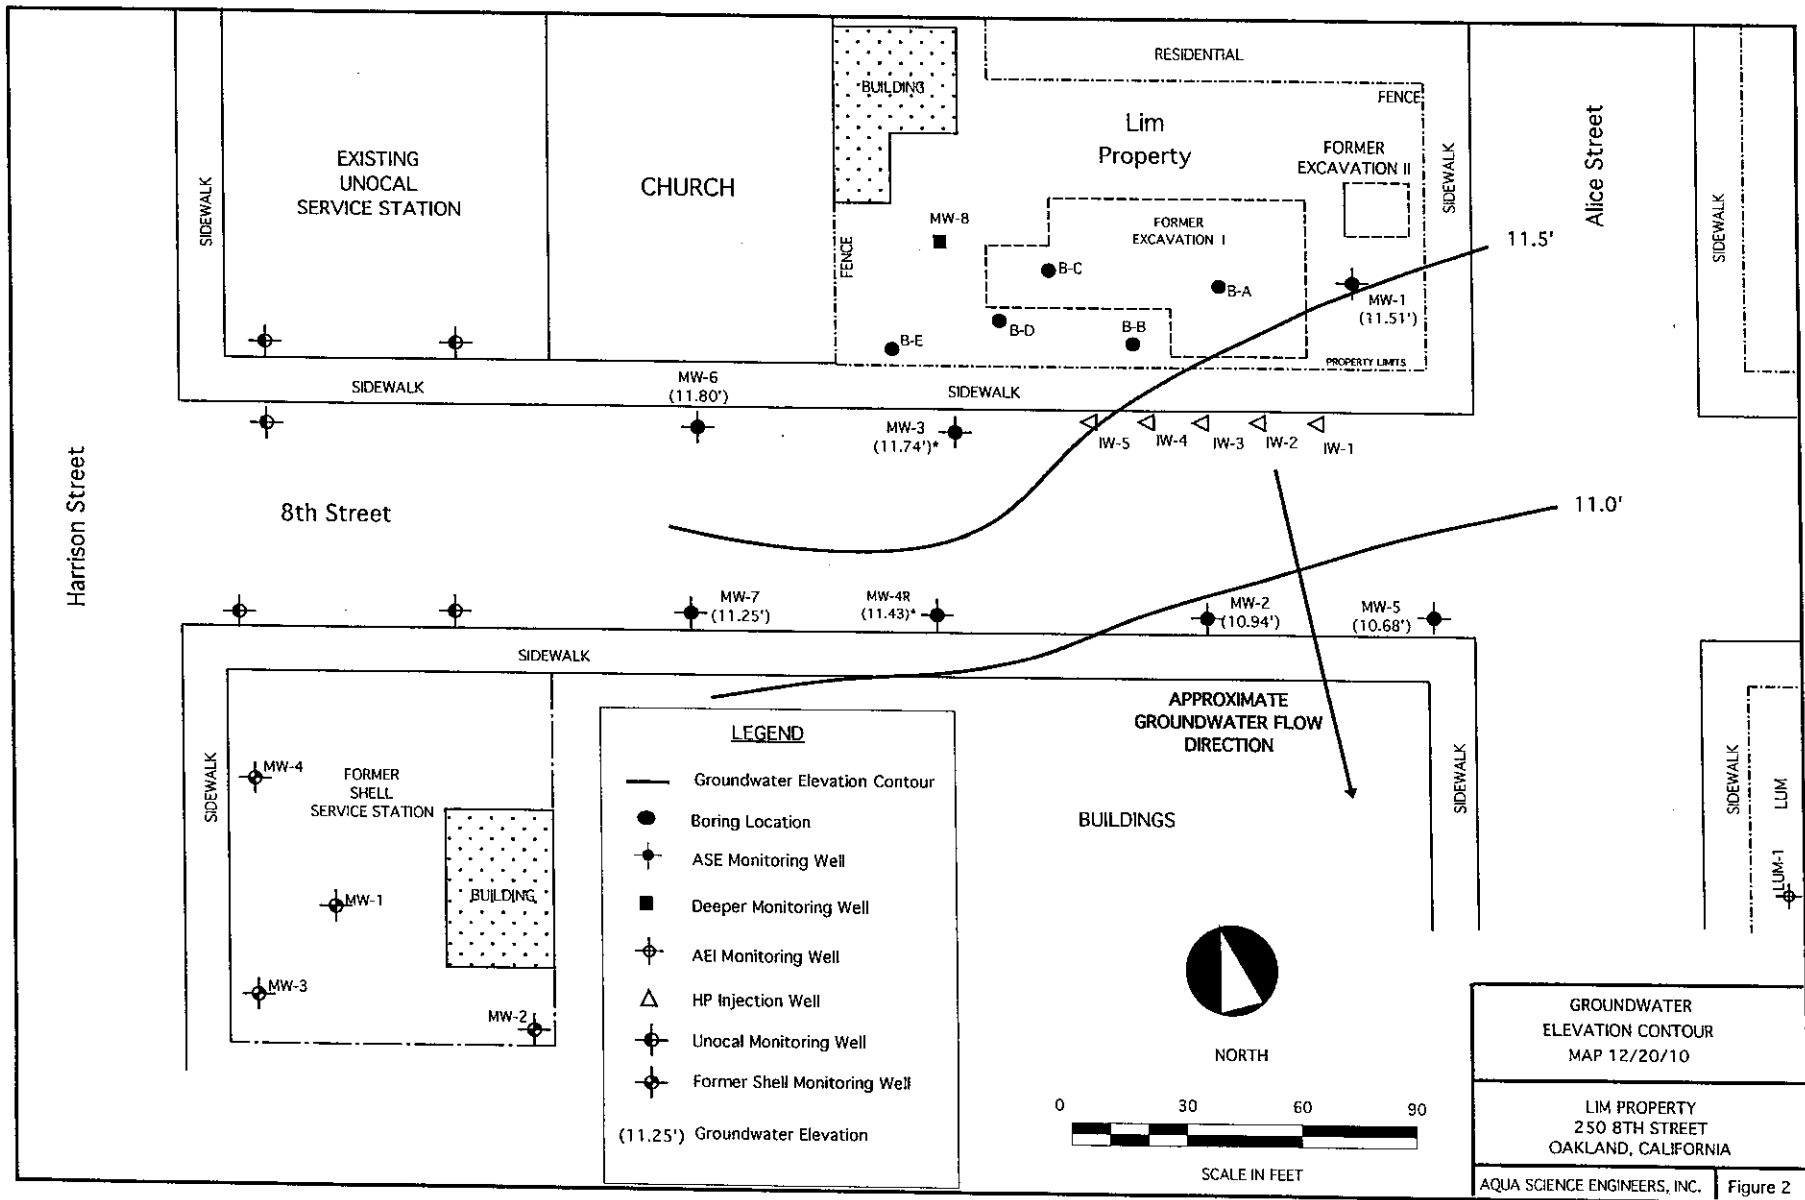 RESIDENTIAL
BUILDING
FENCE
Lim
Property
EXISTING
UNOCAL
SERVICE STATION
CHURCH
FORMER
EXCAVATION II
SIDEWALK
SIDEWALK
Alice Street
SIDEWALK
MW-8
FORMER
EXCAVATION I
FENCE
11.5'
B-C
B-A
MW-1
(11.51')
B-D
B-B
B-E
PROPERTY LIMITS
SIDEWALK
MW-6
(11.80')
SIDEWALK
MW-3
(11.74')*
IW-5
IW-4
IW-3
IW-2
IW-1
Harrison Street
8th Street
11.0'
MW-7
(11.25')
MW-4R
(11.43)*
MW-2
(10.94')
MW-5
(10.68')
SIDEWALK
APPROXIMATE
GROUNDWATER FLOW
DIRECTION
SIDEWALK
MW-4
FORMER
SHELL
SERVICE STATION
BUILDING
MW-1
MW-3
MW-2
LEGEND
Groundwater Elevation Contour
Boring Location
ASE Monitoring Well
Deeper Monitoring Well
AEI Monitoring Well
HP Injection Well
Unocal Monitoring Well
Former Shell Monitoring Well
(11.25') Groundwater Elevation
BUILDINGS
SIDEWALK
SIDEWALK
LUM
LUM-1
NORTH
0 30 60 90
SCALE IN FEET
GROUNDWATER
ELEVATION CONTOUR
MAP 12/20/10
LIM PROPERTY
250 8TH STREET
OAKLAND, CALIFORNIA
AQUA SCIENCE ENGINEERS, INC.
Figure 2